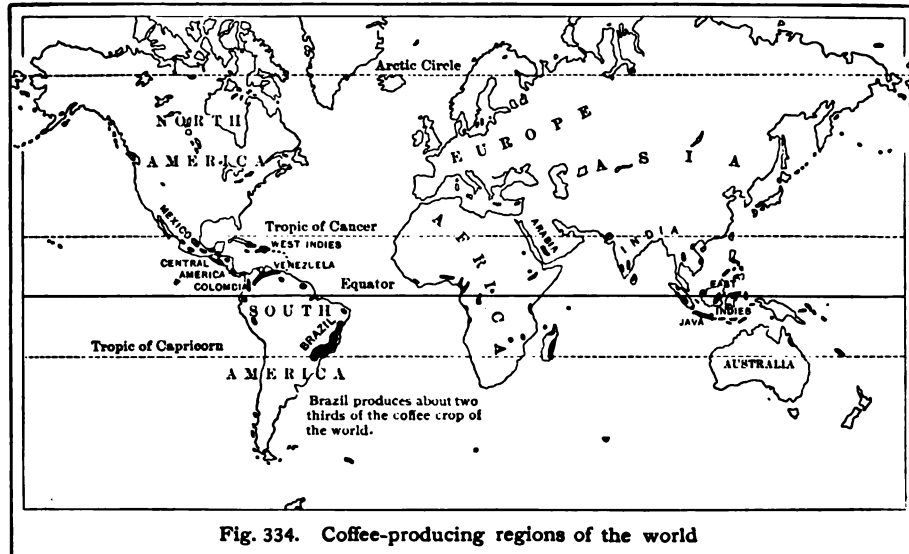 Arctic Circle
NORTH
AMERICA
EUROPE
ASIA
MEXICO
Tropic of Cancer
WEST INDIES
ARABIA
INDIA
AFRICA
CENTRAL
AMERICA
VENEZUELA
COLOMBIA
Equator
EAST
INDIES
JAVA
SOUTH
AMERICA
BRAZIL
Tropic of Capricorn
AUSTRALIA
Brazil produces about two
thirds of the coffee crop of
the world.
Fig. 334. Coffee-producing regions of the world